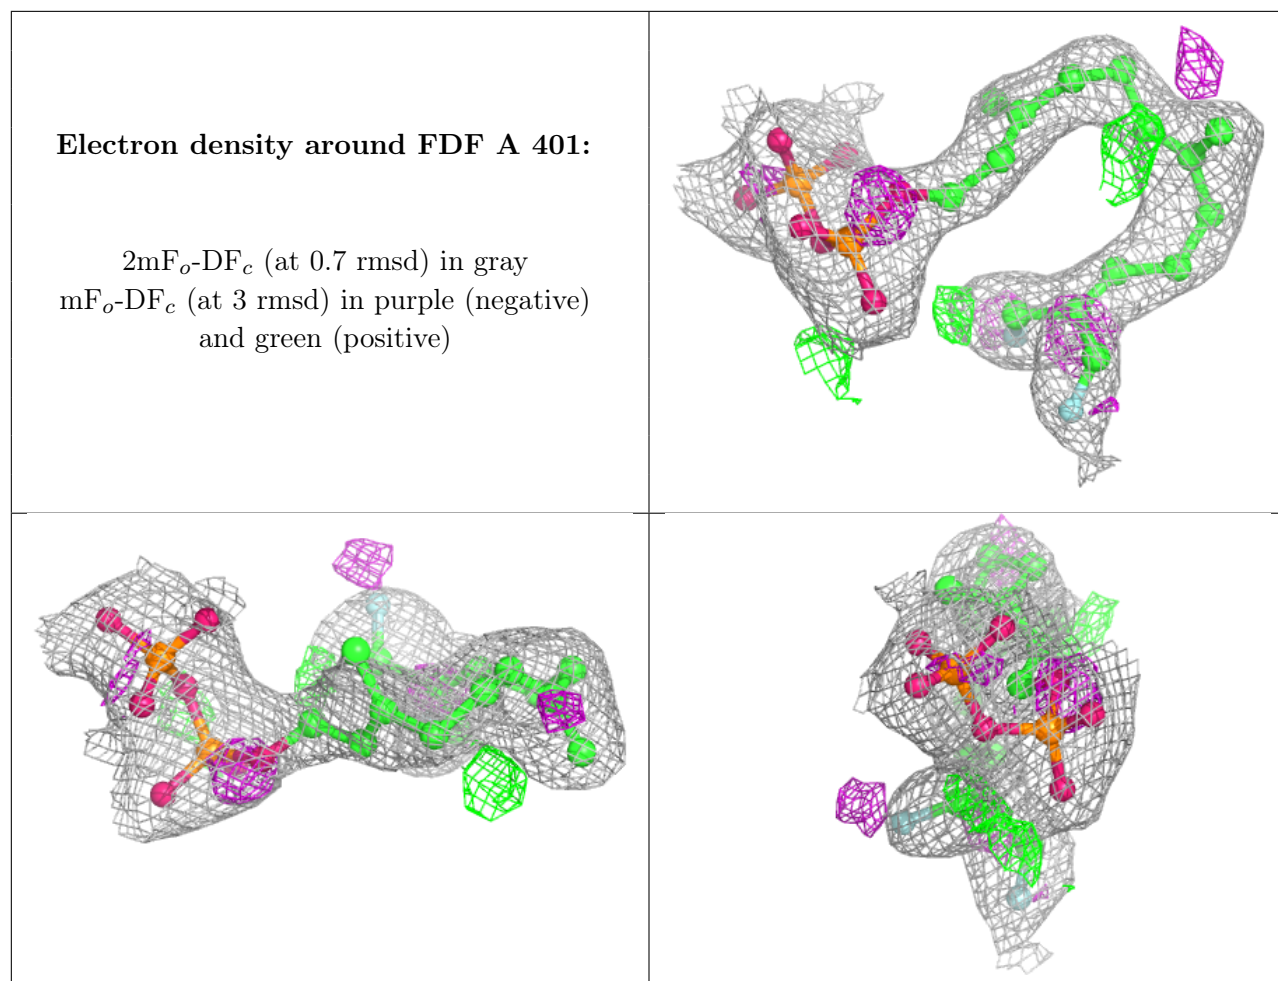 Electron density around FDF A 401:
2mFₒ-DF𝒸 (at 0.7 rmsd) in gray
mFₒ-DF𝒸 (at 3 rmsd) in purple (negative)
and green (positive)